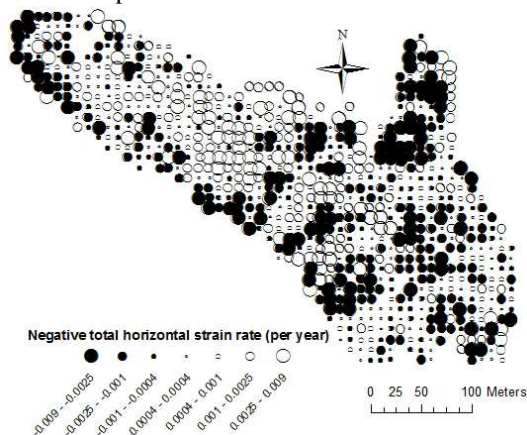 N
Negative total horizontal strain rate (per year)
-0.009 - -0.0025
-0.0025 - -0.001
-0.001 - -0.0004
-0.0004 - 0.0004
0.0004 - 0.001
0.001 - 0.0025
0.0025 - 0.009
0 25 50 100 Meters